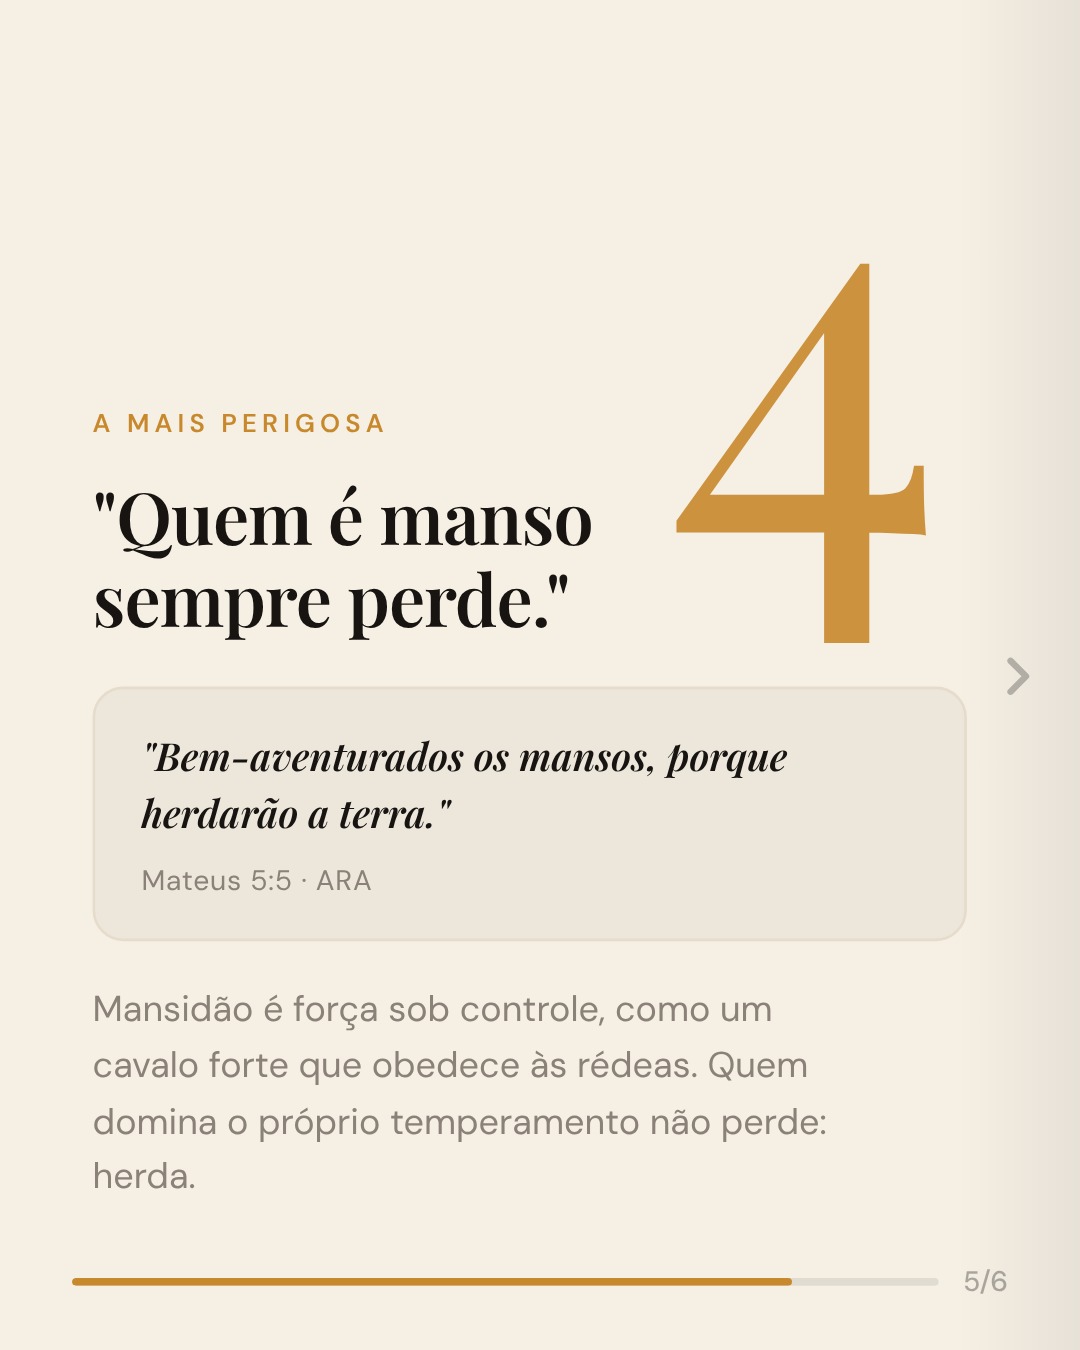 4
A MAIS PERIGOSA
"Quem é manso
sempre perde."
"Bem-aventurados os mansos, porque
herdarão a terra."
Mateus 5:5 · ARA
Mansidão é força sob controle, como um
cavalo forte que obedece às rédeas. Quem
domina o próprio temperamento não perde:
herda.
5/6